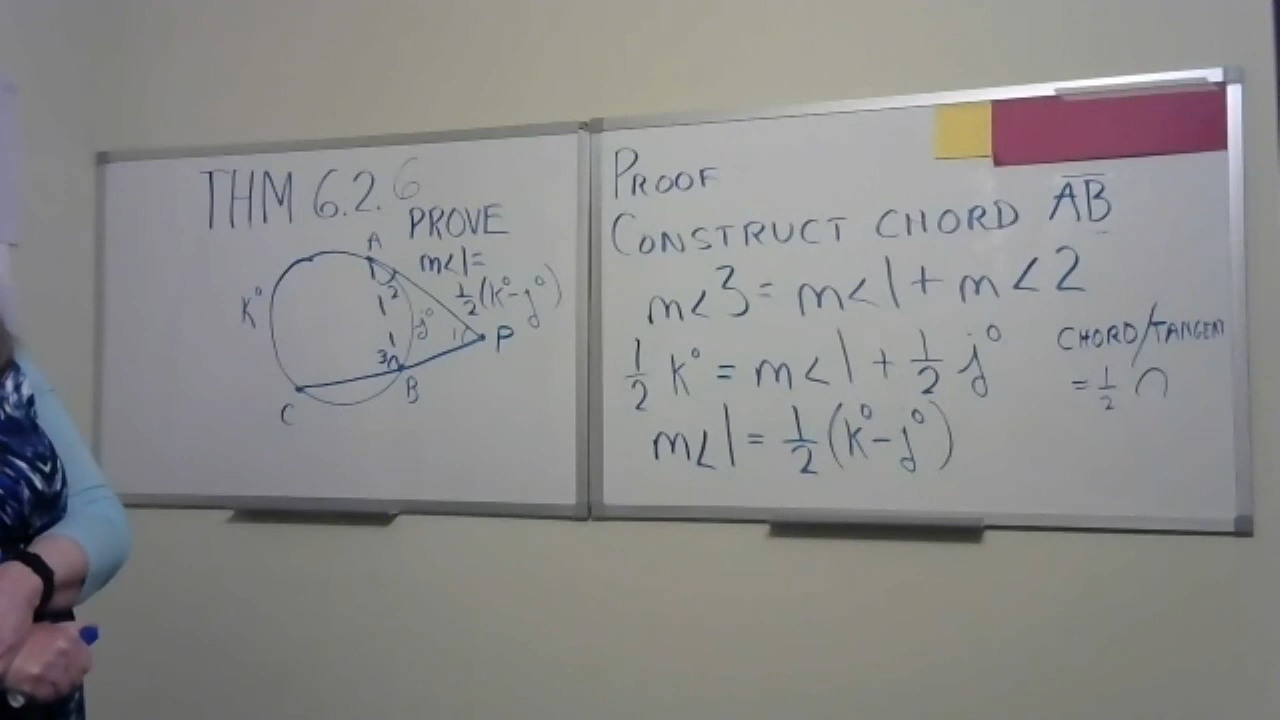 THM 6.2.6
PROVE
m<1=
½(k°-j°)
A
k°
1
2
j°
1
P
3
B
C
PROOF
CONSTRUCT CHORD A̅B̅
m<3 = m<1 + m<2
½ k° = m<1 + ½ j°
m<1 = ½(k°-j°)
CHORD/TANGENT
= ½ ∩